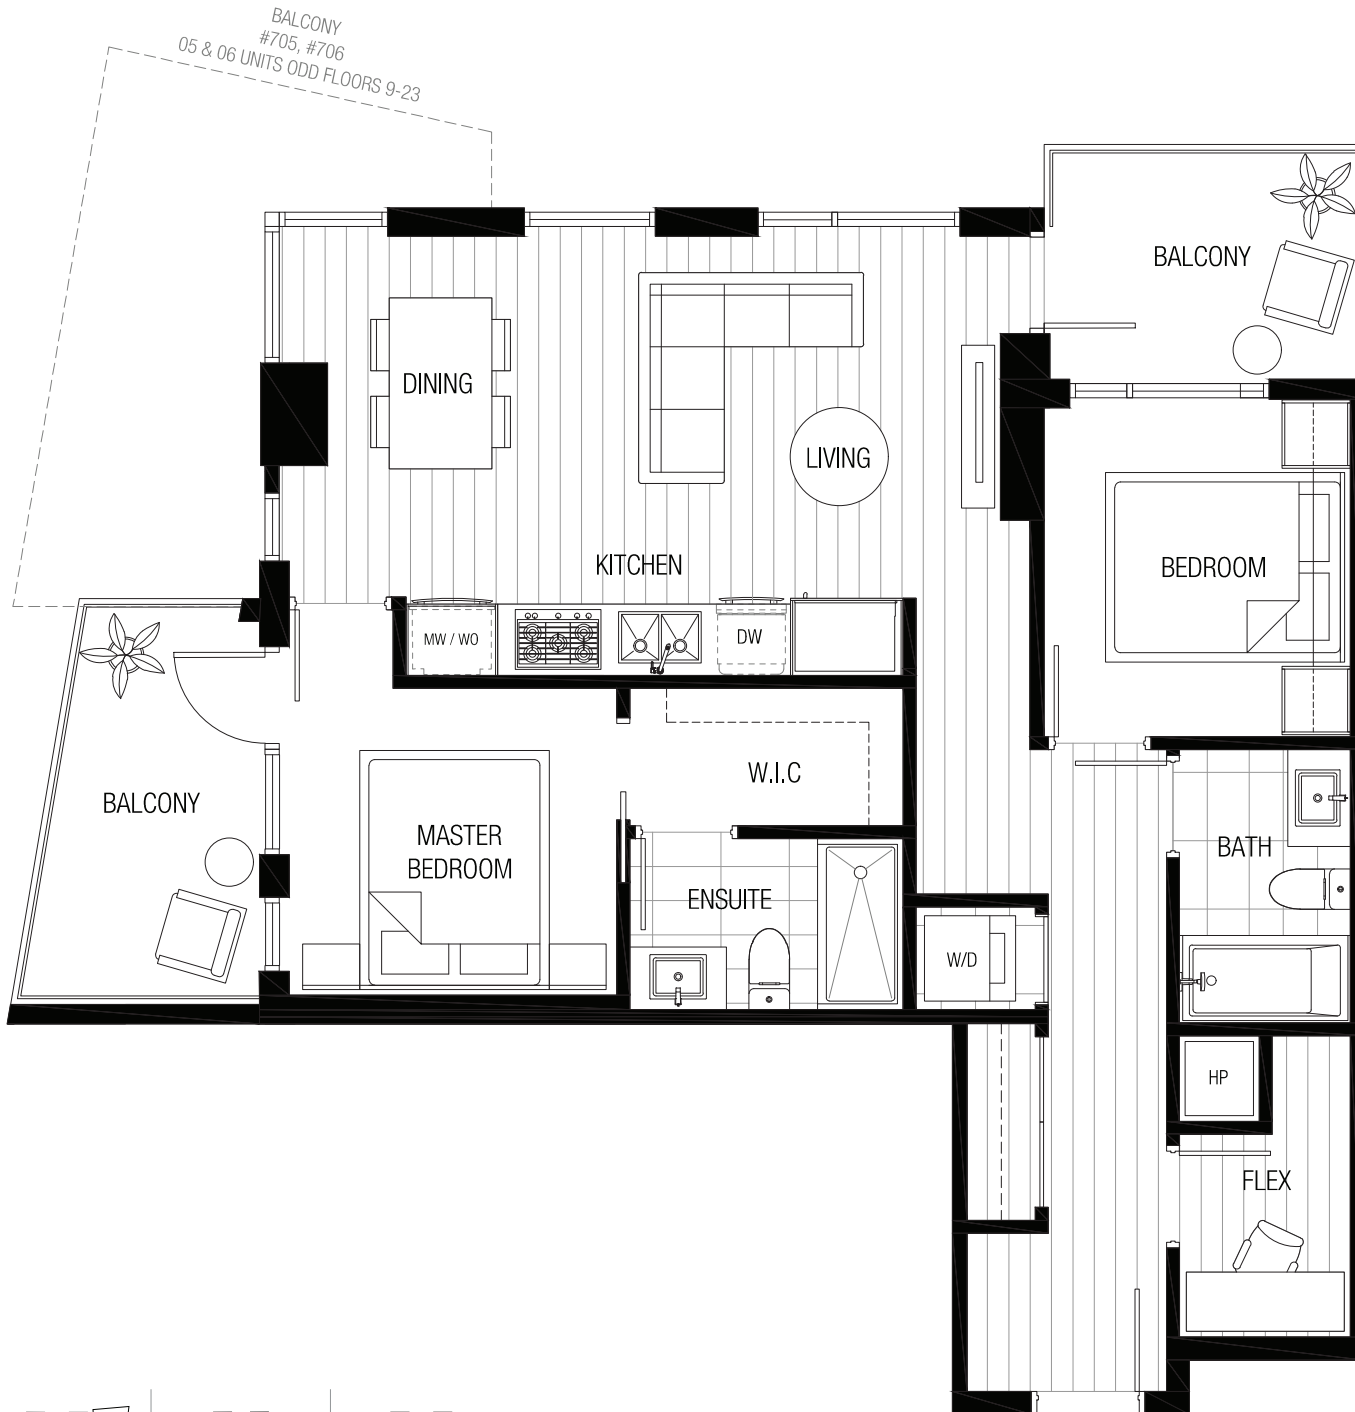 BALCONY
#705, #706
05 & 06 UNITS ODD FLOORS 9-23
BALCONY
DINING
LIVING
KITCHEN
BEDROOM
MW / WO
DW
W.I.C
BALCONY
MASTER
BEDROOM
BATH
ENSUITE
W/D
HP
FLEX